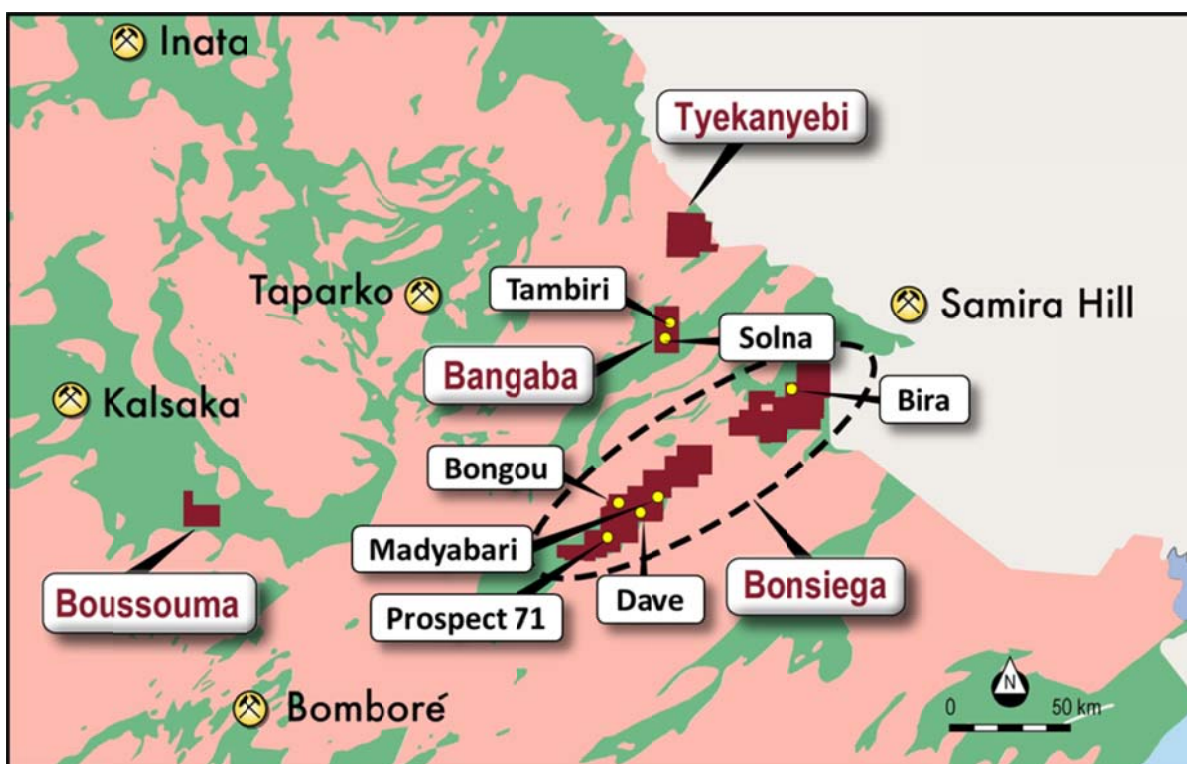 Inata
Tyekanyebi
Taparko
Tambiri
Samira Hill
Solna
Bangaba
Kalsaka
Bira
Bongou
Madyabari
Boussouma
Prospect 71
Dave
Bonsiega
Bomboré
N
0 50 km